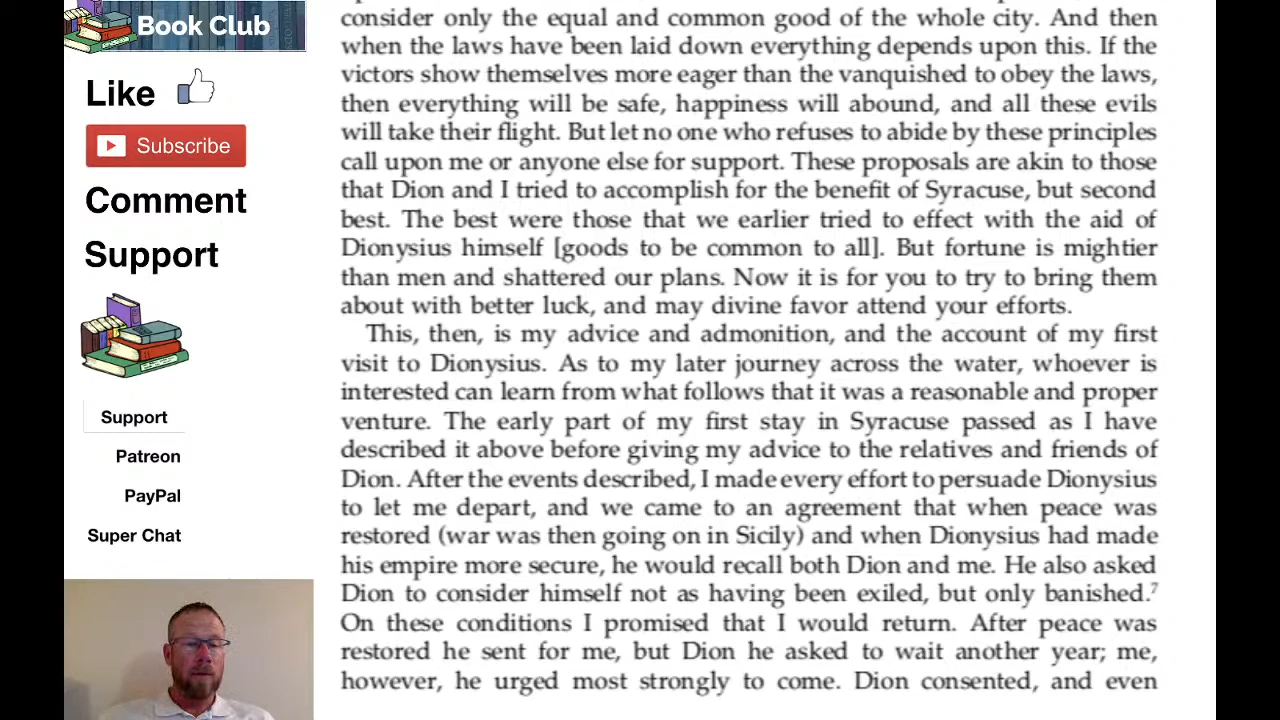 Book Club
Like
Subscribe
Comment
Support
Support
Patreon
PayPal
Super Chat
consider only the equal and common good of the whole city. And then
when the laws have been laid down everything depends upon this. If the
victors show themselves more eager than the vanquished to obey the laws,
then everything will be safe, happiness will abound, and all these evils
will take their flight. But let no one who refuses to abide by these principles
call upon me or anyone else for support. These proposals are akin to those
that Dion and I tried to accomplish for the benefit of Syracuse, but second
best. The best were those that we earlier tried to effect with the aid of
Dionysius himself [goods to be common to all]. But fortune is mightier
than men and shattered our plans. Now it is for you to try to bring them
about with better luck, and may divine favor attend your efforts.
This, then, is my advice and admonition, and the account of my first
visit to Dionysius. As to my later journey across the water, whoever is
interested can learn from what follows that it was a reasonable and proper
venture. The early part of my first stay in Syracuse passed as I have
described it above before giving my advice to the relatives and friends of
Dion. After the events described, I made every effort to persuade Dionysius
to let me depart, and we came to an agreement that when peace was
restored (war was then going on in Sicily) and when Dionysius had made
his empire more secure, he would recall both Dion and me. He also asked
Dion to consider himself not as having been exiled, but only banished.⁷
On these conditions I promised that I would return. After peace was
restored he sent for me, but Dion he asked to wait another year; me,
however, he urged most strongly to come. Dion consented, and even